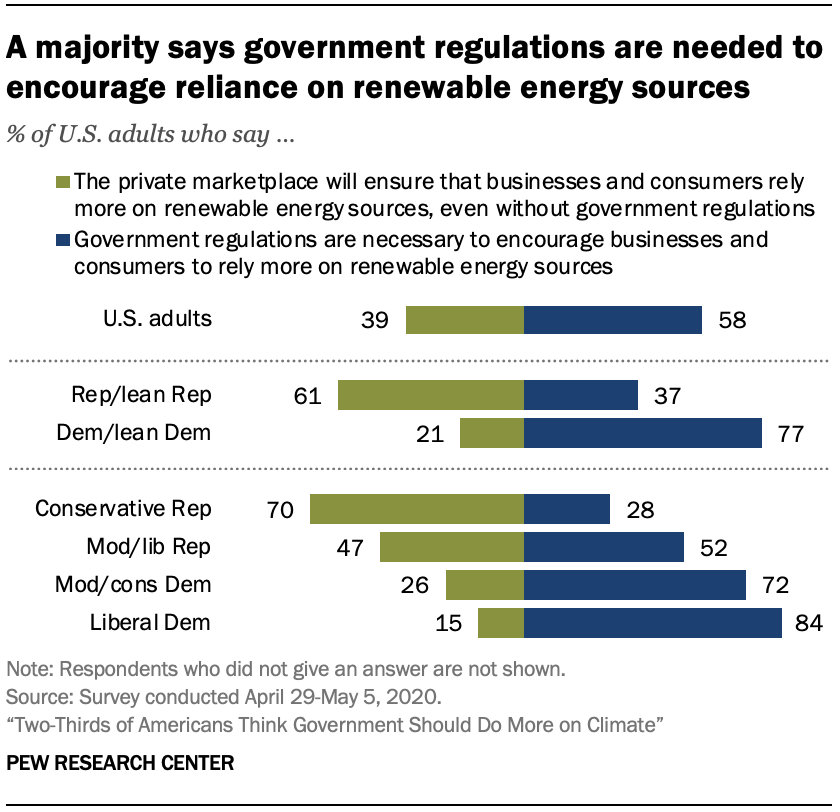 A majority says government regulations are needed to
encourage reliance on renewable energy sources
% of U.S. adults who say ...
The private marketplace will ensure that businesses and consumers rely
more on renewable energy sources, even without government regulations
Government regulations are necessary to encourage businesses and
consumers to rely more on renewable energy sources
U.S. adults 39 58
Rep/lean Rep 61 37
Dem/lean Dem 21 77
Conservative Rep 70 28
Mod/lib Rep 47 52
Mod/cons Dem 26 72
Liberal Dem 15 84
Note: Respondents who did not give an answer are not shown.
Source: Survey conducted April 29-May 5, 2020.
“Two-Thirds of Americans Think Government Should Do More on Climate”
PEW RESEARCH CENTER